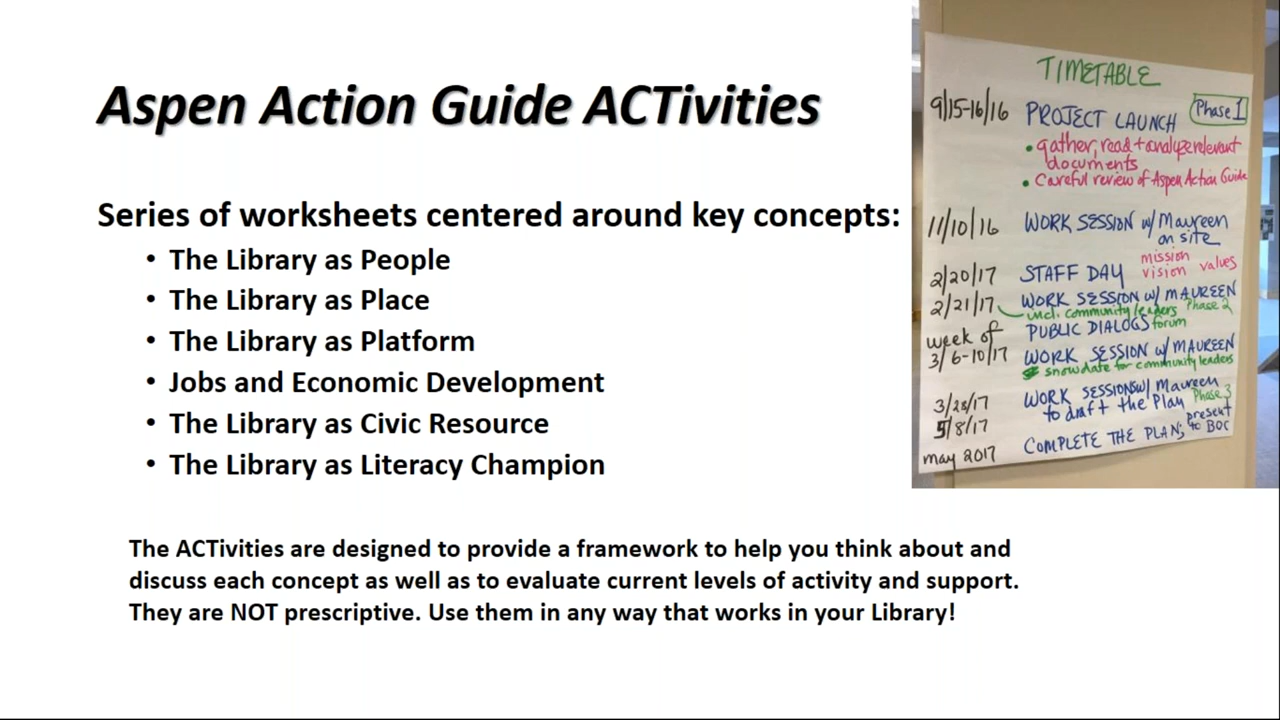 Aspen Action Guide ACTivities
Series of worksheets centered around key concepts:
• The Library as People
• The Library as Place
• The Library as Platform
• Jobs and Economic Development
• The Library as Civic Resource
• The Library as Literacy Champion
The ACTivities are designed to provide a framework to help you think about and
discuss each concept as well as to evaluate current levels of activity and support.
They are NOT prescriptive. Use them in any way that works in your Library!
TIMETABLE
9/15-16/16 PROJECT LAUNCH Phase 1
• gather, read + analyze relevant
documents
• Careful review of Aspen Action Guide
11/10/16 WORK SESSION w/ Maureen
on site
2/20/17 STAFF DAY mission
vision values
2/21/17 WORK SESSION w/ MAUREEN
incl. community leaders Phase 2
week of PUBLIC DIALOGS forum
3/6-10/17 WORK SESSION w/ MAUREEN
snowdate for community leaders
3/28/17 WORK SESSIONS w/ Maureen
to draft the Plan Phase 3
5/8/17
may 2017 COMPLETE THE PLAN; present
to BOC